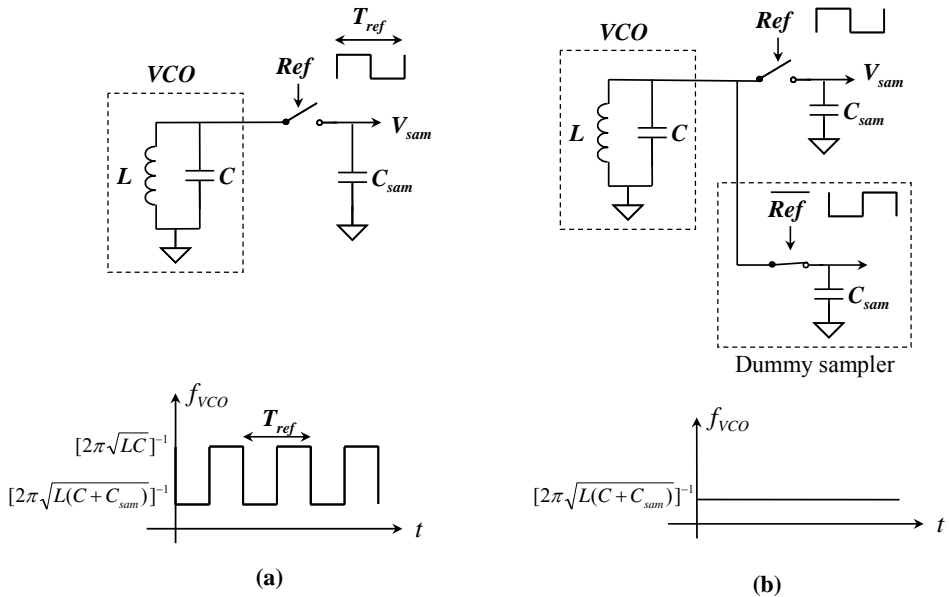 T_ref
VCO
Ref
L
C
V_sam
C_sam
f_VCO
[2π√LC]⁻¹
T_ref
[2π√L(C + C_sam)]⁻¹
t
(a)
VCO
Ref
L
C
V_sam
C_sam
R̅e̅f̅
C_sam
Dummy sampler
f_VCO
[2π√L(C + C_sam)]⁻¹
t
(b)